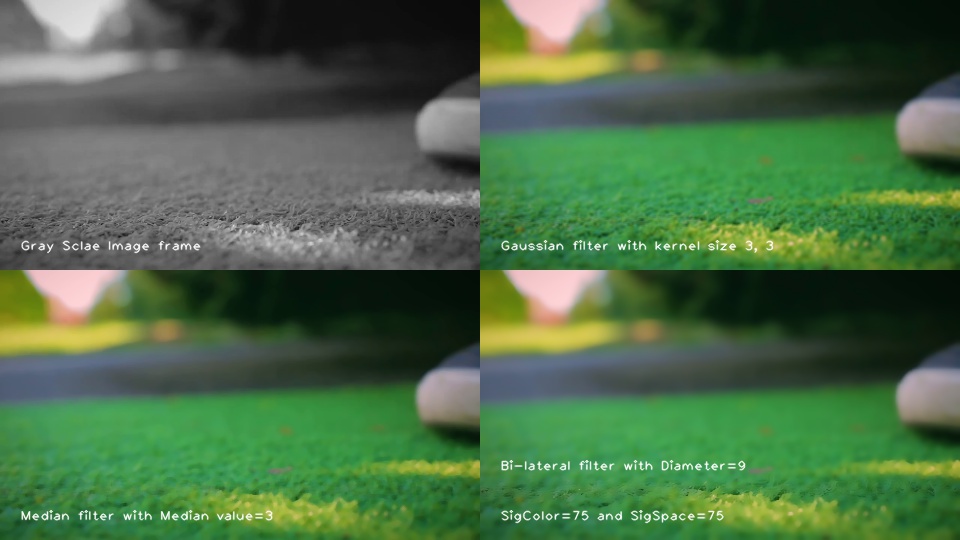 Gray Sclae Image frame
Gaussian filter with kernel size 3, 3
Median filter with Median value=3
Bi-lateral filter with Diameter=9
SigColor=75 and SigSpace=75